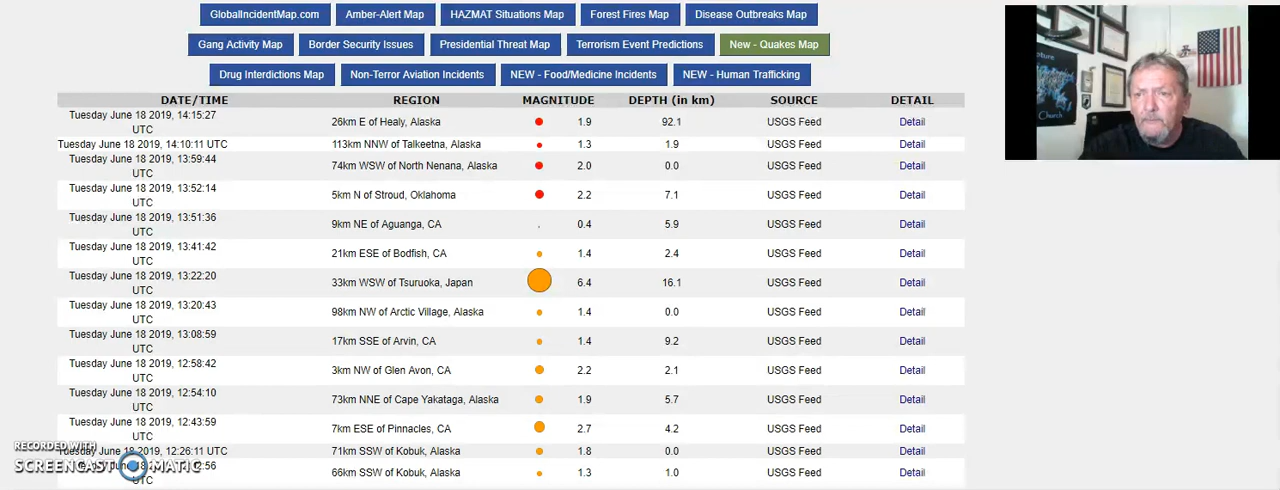 GlobalIncidentMap.com Amber-Alert Map HAZMAT Situations Map Forest Fires Map Disease Outbreaks Map
Gang Activity Map Border Security Issues Presidential Threat Map Terrorism Event Predictions New - Quakes Map
Drug Interdictions Map Non-Terror Aviation Incidents NEW - Food/Medicine Incidents NEW - Human Trafficking
DATE/TIME REGION MAGNITUDE DEPTH (in km) SOURCE DETAIL
Tuesday June 18 2019, 14:15:27
UTC
26km E of Healy, Alaska 1.9 92.1 USGS Feed Detail
Tuesday June 18 2019, 14:10:11 UTC 113km NNW of Talkeetna, Alaska 1.3 1.9 USGS Feed Detail
Tuesday June 18 2019, 13:59:44
UTC
74km WSW of North Nenana, Alaska 2.0 0.0 USGS Feed Detail
Tuesday June 18 2019, 13:52:14
UTC
5km N of Stroud, Oklahoma 2.2 7.1 USGS Feed Detail
Tuesday June 18 2019, 13:51:36
UTC
9km NE of Aguanga, CA 0.4 5.9 USGS Feed Detail
Tuesday June 18 2019, 13:41:42
UTC
21km ESE of Bodfish, CA 1.4 2.4 USGS Feed Detail
Tuesday June 18 2019, 13:22:20
UTC
33km WSW of Tsuruoka, Japan 6.4 16.1 USGS Feed Detail
Tuesday June 18 2019, 13:20:43
UTC
98km NW of Arctic Village, Alaska 1.4 0.0 USGS Feed Detail
Tuesday June 18 2019, 13:08:59
UTC
17km SSE of Arvin, CA 1.4 9.2 USGS Feed Detail
Tuesday June 18 2019, 12:58:42
UTC
3km NW of Glen Avon, CA 2.2 2.1 USGS Feed Detail
Tuesday June 18 2019, 12:54:10
UTC
73km NNE of Cape Yakataga, Alaska 1.9 5.7 USGS Feed Detail
Tuesday June 18 2019, 12:43:59
UTC
7km ESE of Pinnacles, CA 2.7 4.2 USGS Feed Detail
Tuesday June 18 2019, 12:26:11 UTC 71km SSW of Kobuk, Alaska 1.8 0.0 USGS Feed Detail
UTC
66km SSW of Kobuk, Alaska 1.3 1.0 USGS Feed Detail
RECORDED WITH
SCREENCAST MATIC
Church